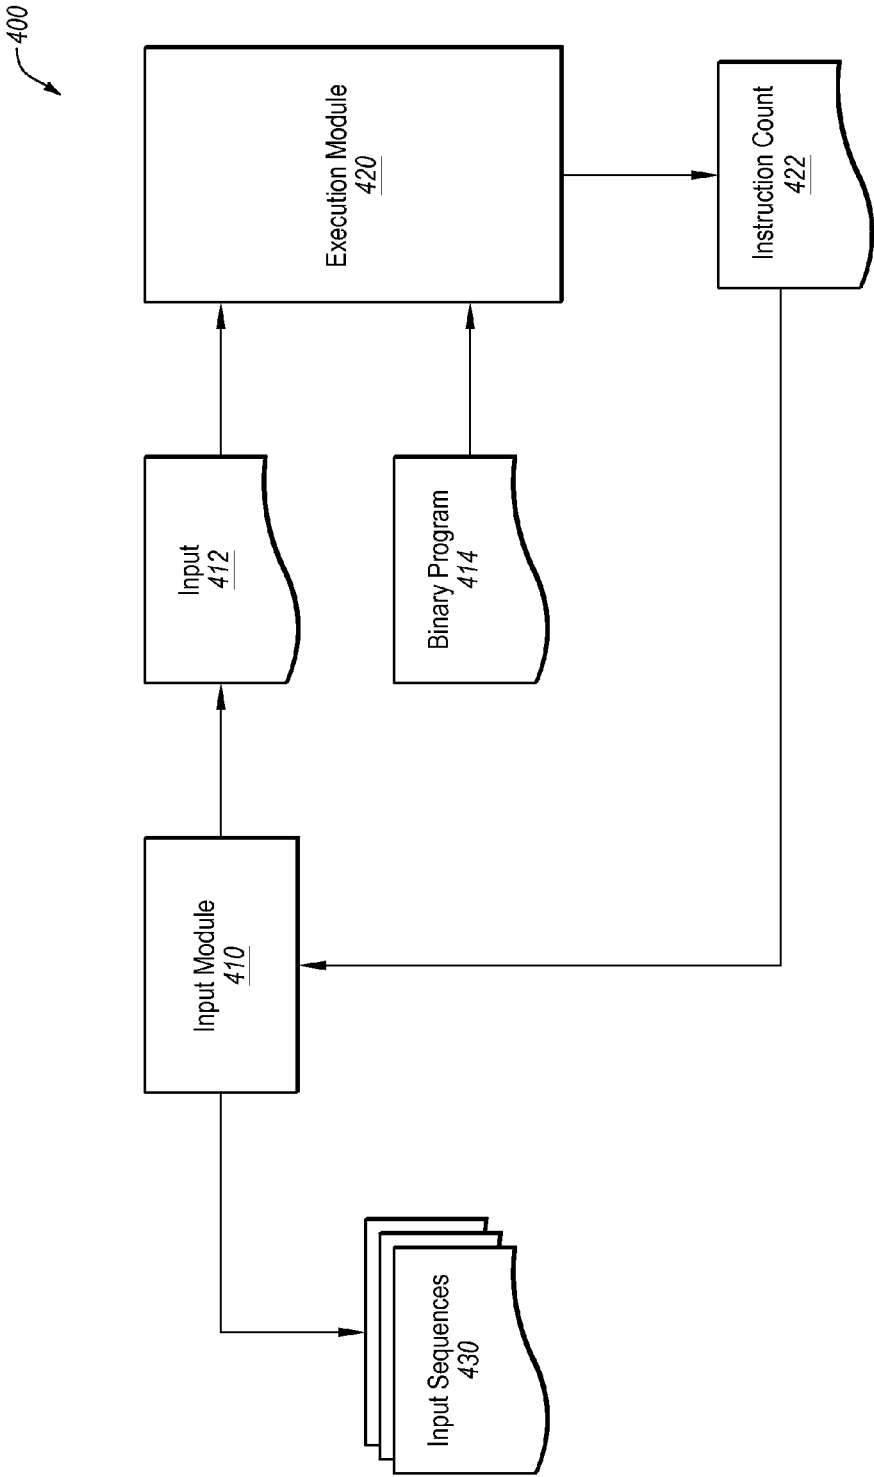 400
Input Module
410
Input
412
Execution Module
420
Input Sequences
430
Binary Program
414
Instruction Count
422